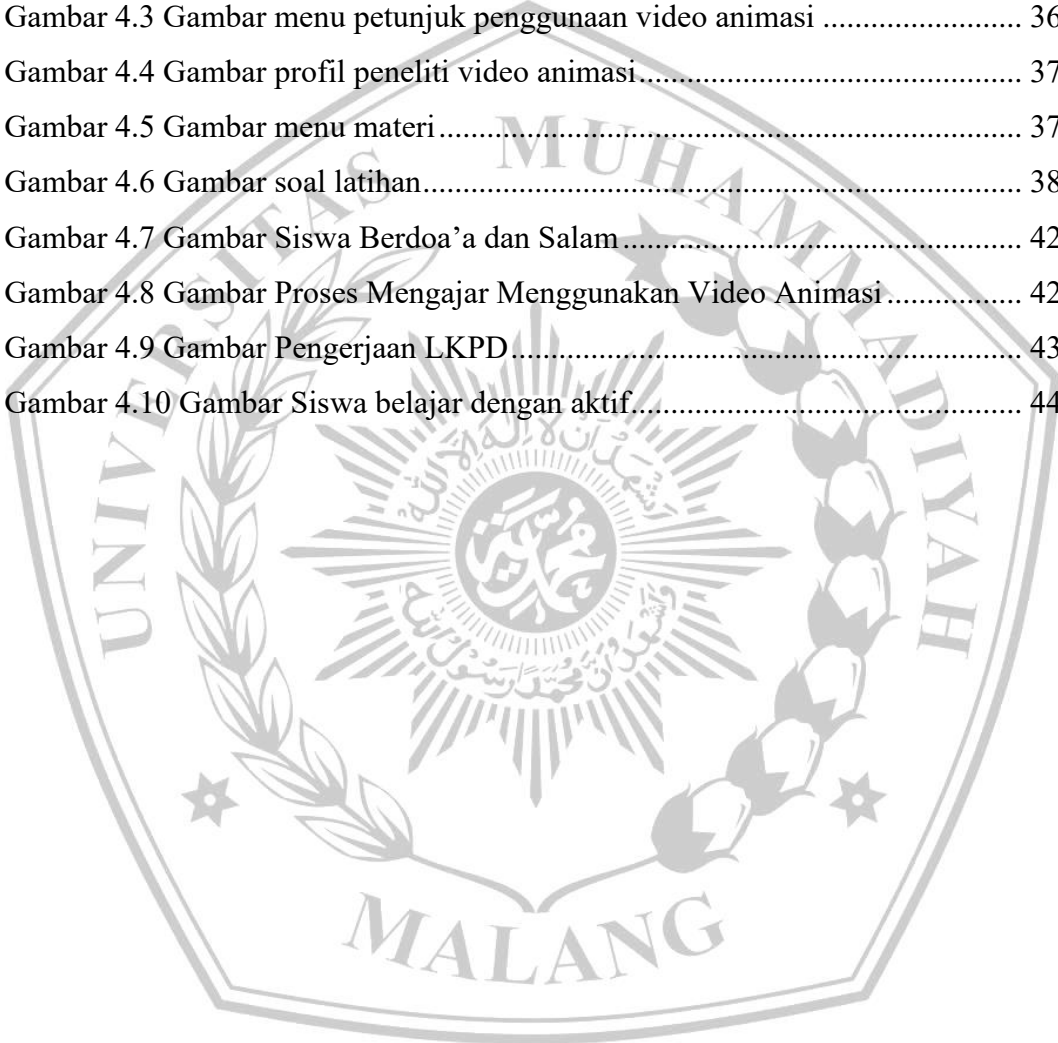 Gambar 4.3 Gambar menu petunjuk penggunaan video animasi ...................... 36
Gambar 4.4 Gambar profil peneliti video animasi ........................................... 37
Gambar 4.5 Gambar menu materi .................................................................. 37
Gambar 4.6 Gambar soal latihan .................................................................... 38
Gambar 4.7 Gambar Siswa Berdoa’a dan Salam ............................................. 42
Gambar 4.8 Gambar Proses Mengajar Menggunakan Video Animasi ............... 42
Gambar 4.9 Gambar Pengerjaan LKPD .......................................................... 43
Gambar 4.10 Gambar Siswa belajar dengan aktif ............................................ 44
UNIVERSITAS MUHAMMADIYAH
MALANG